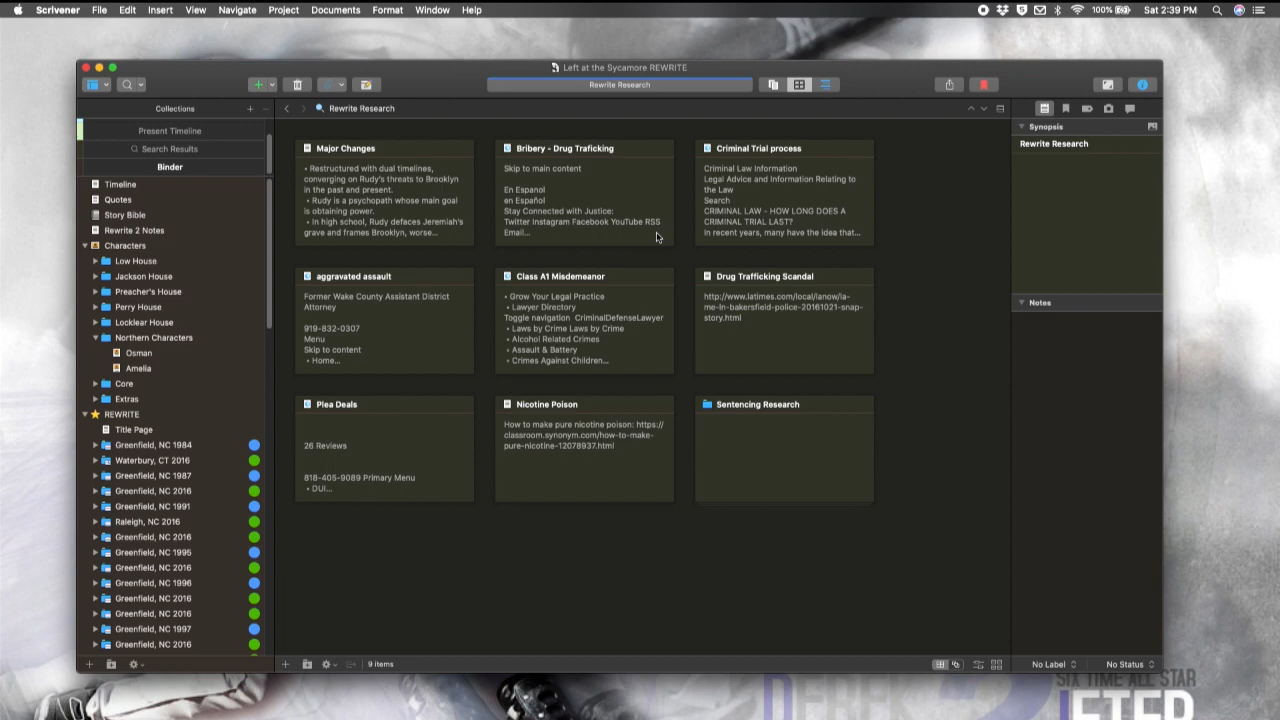 Scrivener File Edit Insert View Navigate Project Documents Format Window Help
100% Sat 2:39 PM
Left at the Sycamore REWRITE
Rewrite Research
Collections
Rewrite Research
Present Timeline
Search Results
Binder
Timeline
Quotes
Story Bible
Rewrite 2 Notes
Characters
Low House
Jackson House
Preacher's House
Perry House
Locklear House
Northern Characters
Osman
Amelia
Core
Extras
REWRITE
Title Page
Greenfield, NC 1984
Waterbury, CT 2016
Greenfield, NC 1987
Greenfield, NC 2016
Greenfield, NC 1991
Raleigh, NC 2016
Greenfield, NC 2016
Greenfield, NC 1995
Greenfield, NC 2016
Greenfield, NC 1996
Greenfield, NC 2016
Greenfield, NC 2016
Greenfield, NC 1997
Greenfield, NC 2016
Major Changes
• Restructured with dual timelines,
converging on Rudy's threats to Brooklyn
in the past and present.
• Rudy is a psychopath whose main goal
is obtaining power.
• In high school, Rudy defaces Jeremiah's
grave and frames Brooklyn, worse...
Bribery - Drug Traficking
Skip to main content
En Espanol
en Español
Stay Connected with Justice:
Twitter Instagram Facebook YouTube RSS
Email...
Criminal Trial process
Criminal Law Information
Legal Advice and Information Relating to
the Law
Search
CRIMINAL LAW - HOW LONG DOES A
CRIMINAL TRIAL LAST?
In recent years, many have the idea that...
aggravated assault
Former Wake County Assistant District
Attorney
919-832-0307
Menu
Skip to content
• Home...
Class A1 Misdemeanor
• Grow Your Legal Practice
• Lawyer Directory
Toggle navigation CriminalDefenseLawyer
• Laws by Crime Laws by Crime
• Alcohol Related Crimes
• Assault & Battery
• Crimes Against Children...
Drug Trafficking Scandal
http://www.latimes.com/local/lanow/la-
me-ln-bakersfield-police-20161021-snap-
story.html
Plea Deals
26 Reviews
818-405-9089 Primary Menu
• DUI...
Nicotine Poison
How to make pure nicotine poison: https://
classroom.synonym.com/how-to-make-
pure-nicotine-12078937.html
Sentencing Research
9 items
Synopsis
Rewrite Research
Notes
No Label
No Status
SIX TIME ALL STAR
DEREK
2
JETER